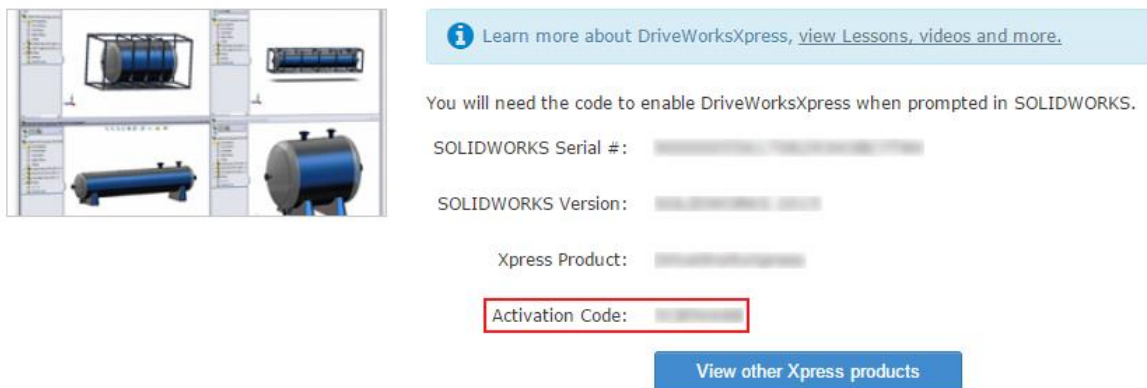 Learn more about DriveWorksXpress, view Lessons, videos and more.
You will need the code to enable DriveWorksXpress when prompted in SOLIDWORKS.
SOLIDWORKS Serial #:
SOLIDWORKS Version:
Xpress Product:
Activation Code:
View other Xpress products